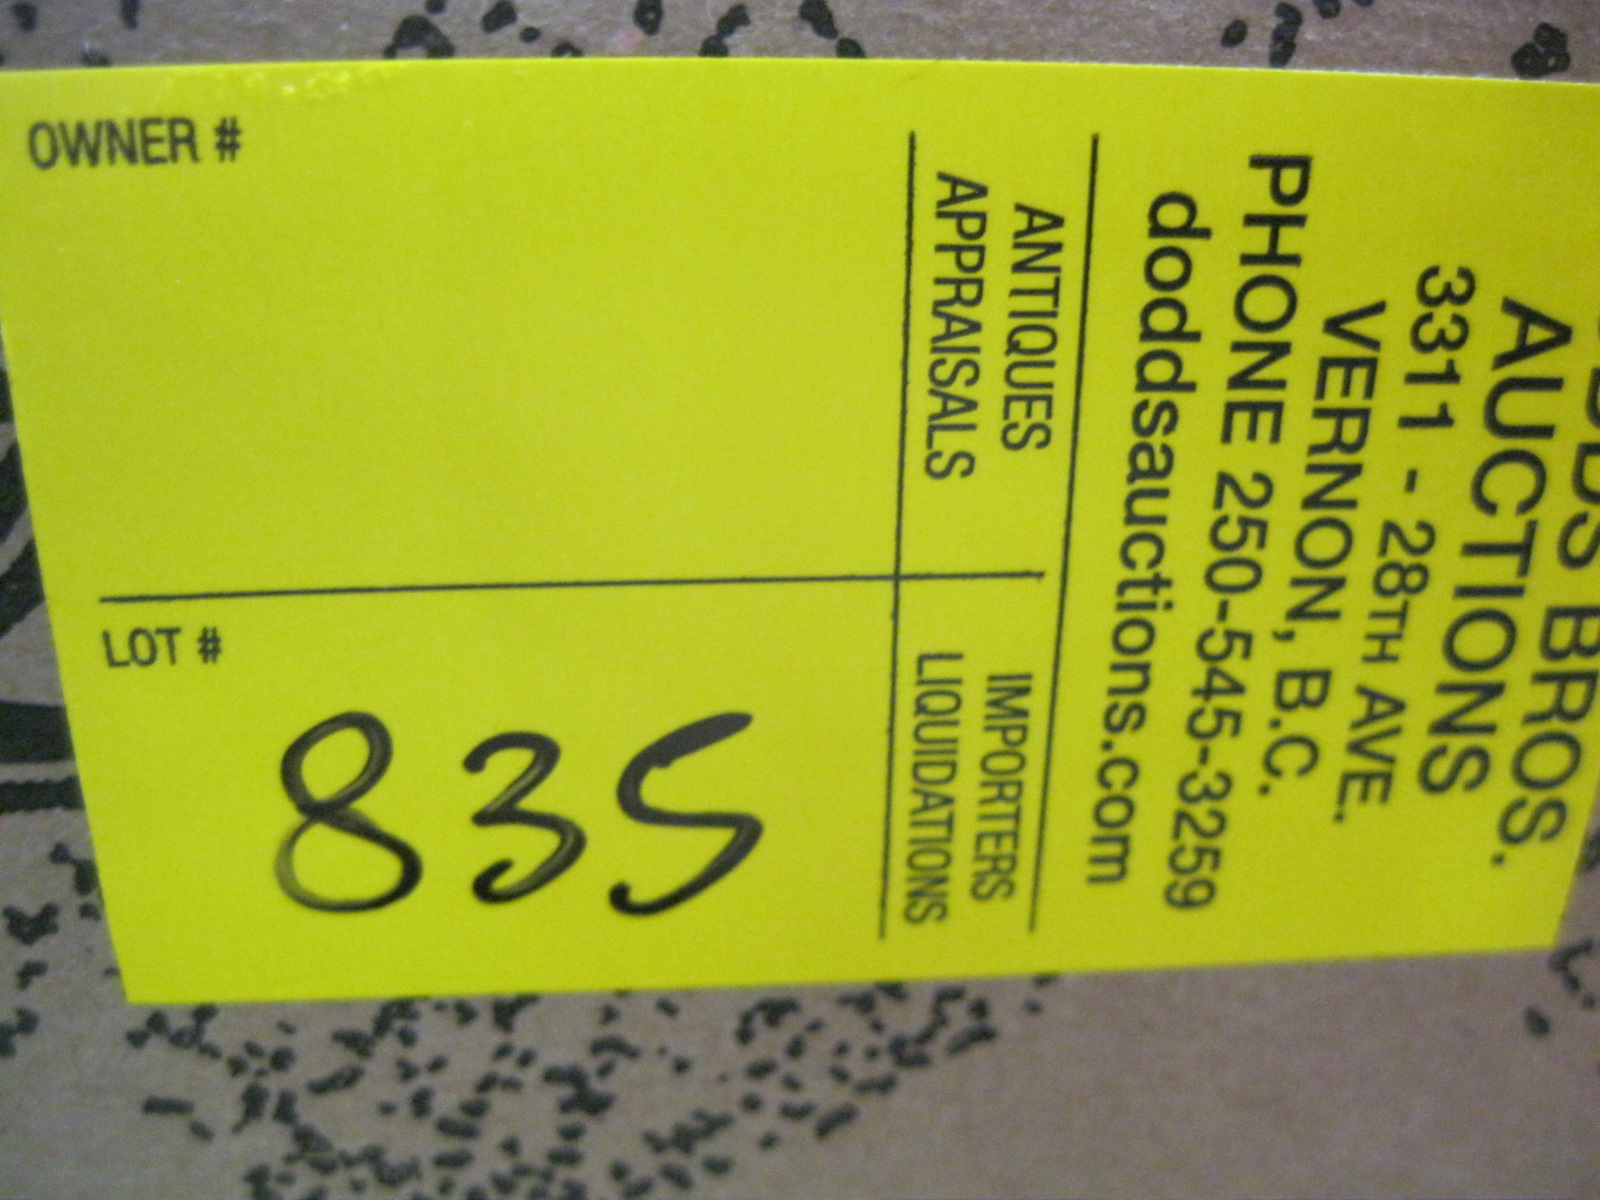 DDS BROS.
AUCTIONS
3311 - 28TH AVE.
VERNON, B.C.
PHONE 250-545-3259
doddsauctions.com
ANTIQUES
APPRAISALS
IMPORTERS
LIQUIDATIONS
OWNER #
LOT #
835